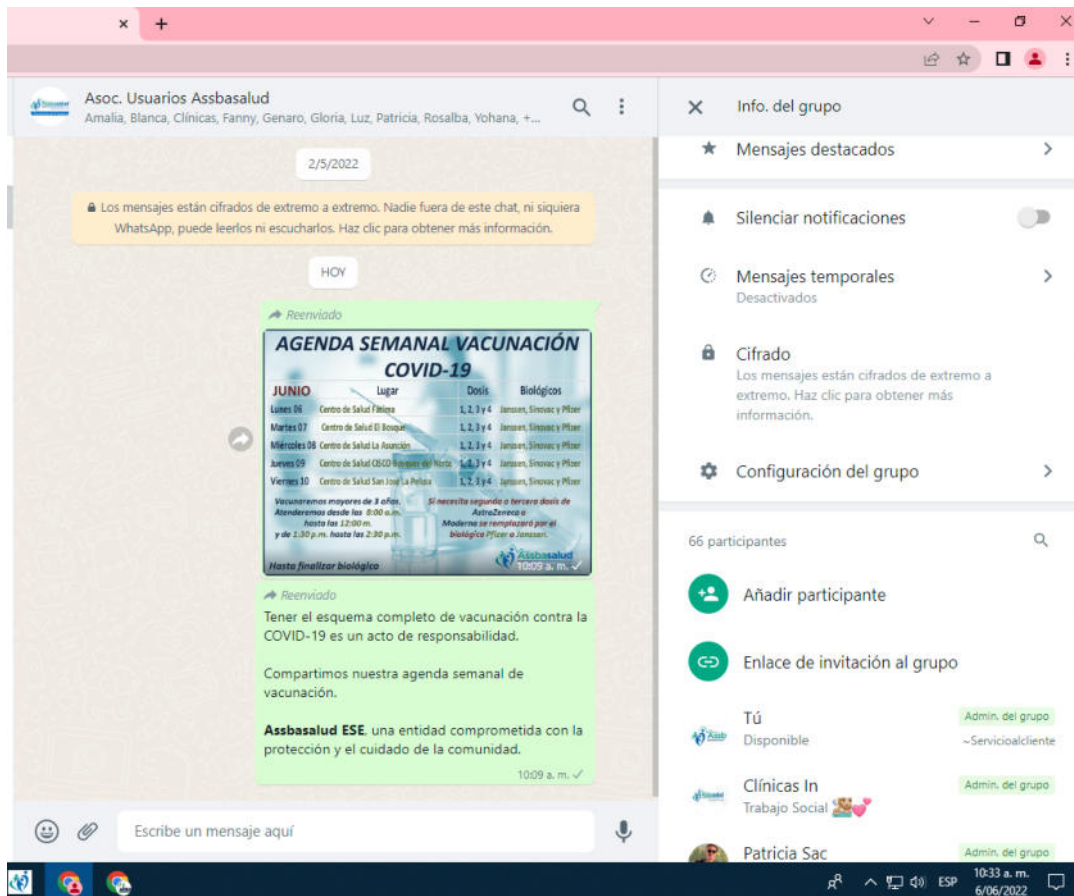 Asoc. Usuarios Assbasalud
Amalia, Blanca, Clínicas, Fanny, Genaro, Gloria, Luz, Patricia, Rosalba, Yohana, +...
2/5/2022
Los mensajes están cifrados de extremo a extremo. Nadie fuera de este chat, ni siquiera
WhatsApp, puede leerlos ni escucharlos. Haz clic para obtener más información.
HOY
Reenviado
AGENDA SEMANAL VACUNACIÓN
COVID-19
JUNIO Lugar Dosis Biológicos
Lunes 06 Centro de Salud Fátima 1, 2, 3 y 4 Janssen, Sinovac y Pfizer
Martes 07 Centro de Salud El Bosque 1, 2, 3 y 4 Janssen, Sinovac y Pfizer
Miércoles 08 Centro de Salud La Asunción 1, 2, 3 y 4 Janssen, Sinovac y Pfizer
Jueves 09 Centro de Salud CISCO Bosques del Norte 1, 2, 3 y 4 Janssen, Sinovac y Pfizer
Viernes 10 Centro de Salud San José La Pelusa 1, 2, 3 y 4 Janssen, Sinovac y Pfizer
Vacunaremos mayores de 3 años.
Atenderemos desde las 8:00 a.m.
hasta las 12:00 m.
y de 1:30 p.m. hasta las 2:30 p.m.
Si necesita segunda o tercera dosis de
AstraZeneca o
Moderna se remplazará por el
biológico Pfizer o Janssen.
Hasta finalizar biológico
Assbasalud
10:09 a. m.
Reenviado
Tener el esquema completo de vacunación contra la
COVID-19 es un acto de responsabilidad.
Compartimos nuestra agenda semanal de
vacunación.
Assbasalud ESE, una entidad comprometida con la
protección y el cuidado de la comunidad.
10:09 a. m.
Escribe un mensaje aquí
Info. del grupo
Mensajes destacados
Silenciar notificaciones
Mensajes temporales
Desactivados
Cifrado
Los mensajes están cifrados de extremo a
extremo. Haz clic para obtener más
información.
Configuración del grupo
66 participantes
Añadir participante
Enlace de invitación al grupo
Tú Admin. del grupo
Disponible ~Servicioalcliente
Clínicas In Admin. del grupo
Trabajo Social
Patricia Sac Admin. del grupo
ESP
10:33 a. m.
6/06/2022